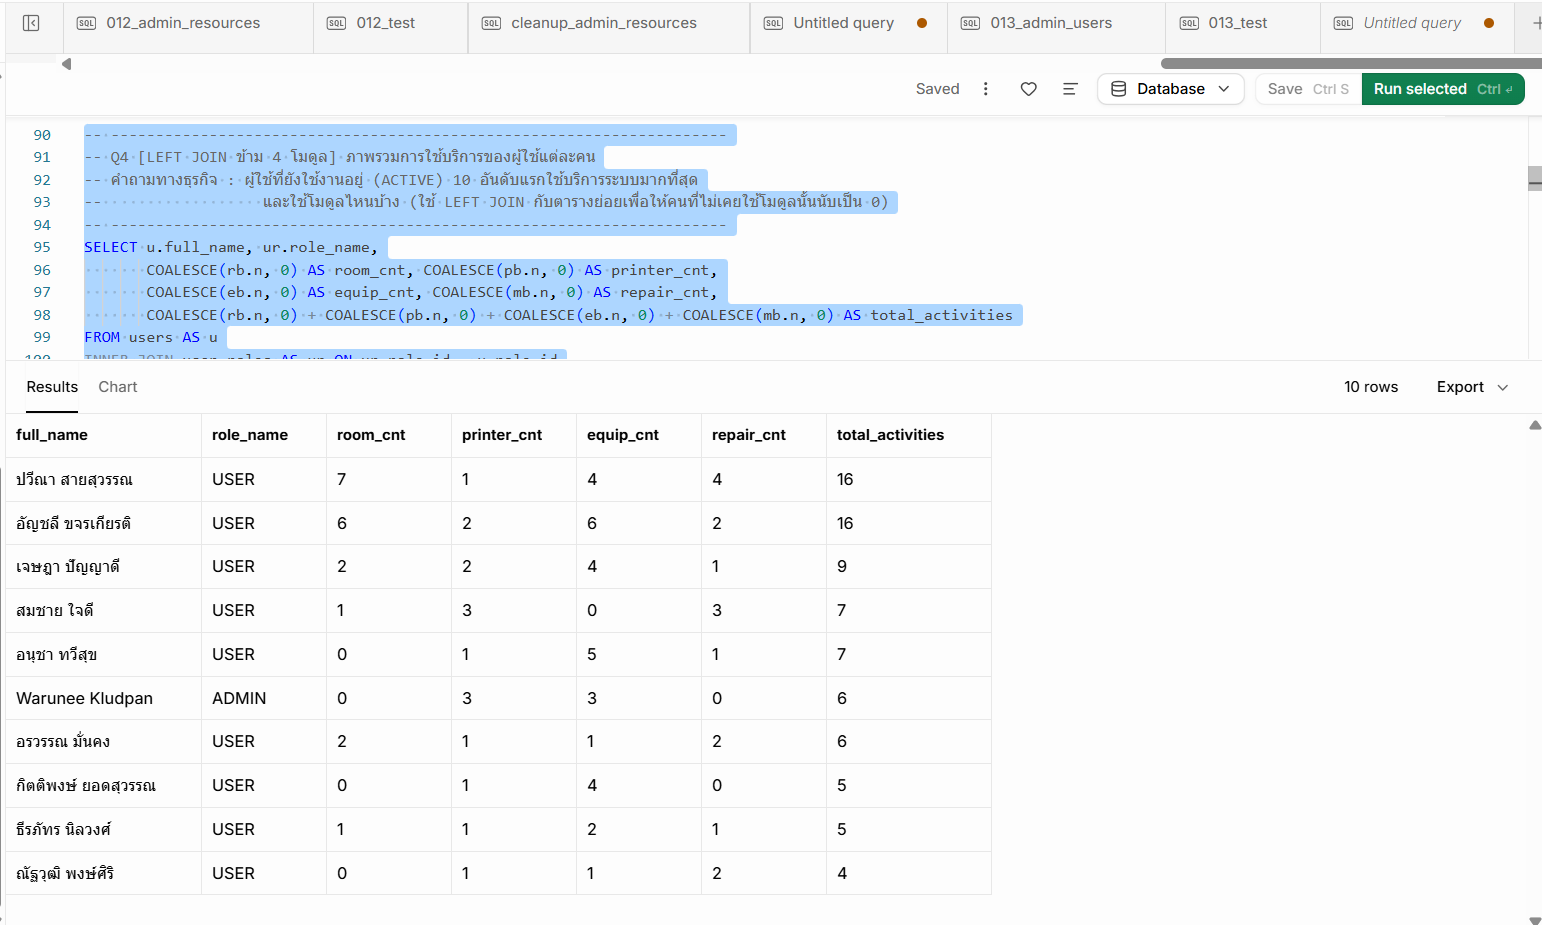 012_admin_resources 012_test cleanup_admin_resources Untitled query 013_admin_users 013_test Untitled query
Saved Database Save Ctrl S Run selected Ctrl
90 -- ----------------------------------------------------------------------
91 -- Q4 [LEFT JOIN ข้าม 4 โมดูล] ภาพรวมการใช้บริการของผู้ใช้แต่ละคน
92 -- คำถามทางธุรกิจ : ผู้ใช้ที่ยังใช้งานอยู่ (ACTIVE) 10 อันดับแรกใช้บริการระบบมากที่สุด
93 -- และใช้โมดูลไหนบ้าง (ใช้ LEFT JOIN กับตารางย่อยเพื่อให้คนที่ไม่เคยใช้โมดูลนั้นนับเป็น 0)
94 -- ----------------------------------------------------------------------
95 SELECT u.full_name, ur.role_name,
96 COALESCE(rb.n, 0) AS room_cnt, COALESCE(pb.n, 0) AS printer_cnt,
97 COALESCE(eb.n, 0) AS equip_cnt, COALESCE(mb.n, 0) AS repair_cnt,
98 COALESCE(rb.n, 0) + COALESCE(pb.n, 0) + COALESCE(eb.n, 0) + COALESCE(mb.n, 0) AS total_activities
99 FROM users AS u
100 INNER JOIN user_roles AS ur ON ur.role_id = u.role_id
Results Chart 10 rows Export
full_name role_name room_cnt printer_cnt equip_cnt repair_cnt total_activities
ปวีณา สายสุวรรณ USER 7 1 4 4 16
อัญชลี ขจรเกียรติ USER 6 2 6 2 16
เจษฎา ปัญญาดี USER 2 2 4 1 9
สมชาย ใจดี USER 1 3 0 3 7
อนุชา ทวีสุข USER 0 1 5 1 7
Warunee Kludpan ADMIN 0 3 3 0 6
อรวรรณ มั่นคง USER 2 1 1 2 6
กิตติพงษ์ ยอดสุวรรณ USER 0 1 4 0 5
ธีรภัทร นิลวงศ์ USER 1 1 2 1 5
ณัฐวุฒิ พงษ์ศิริ USER 0 1 1 2 4